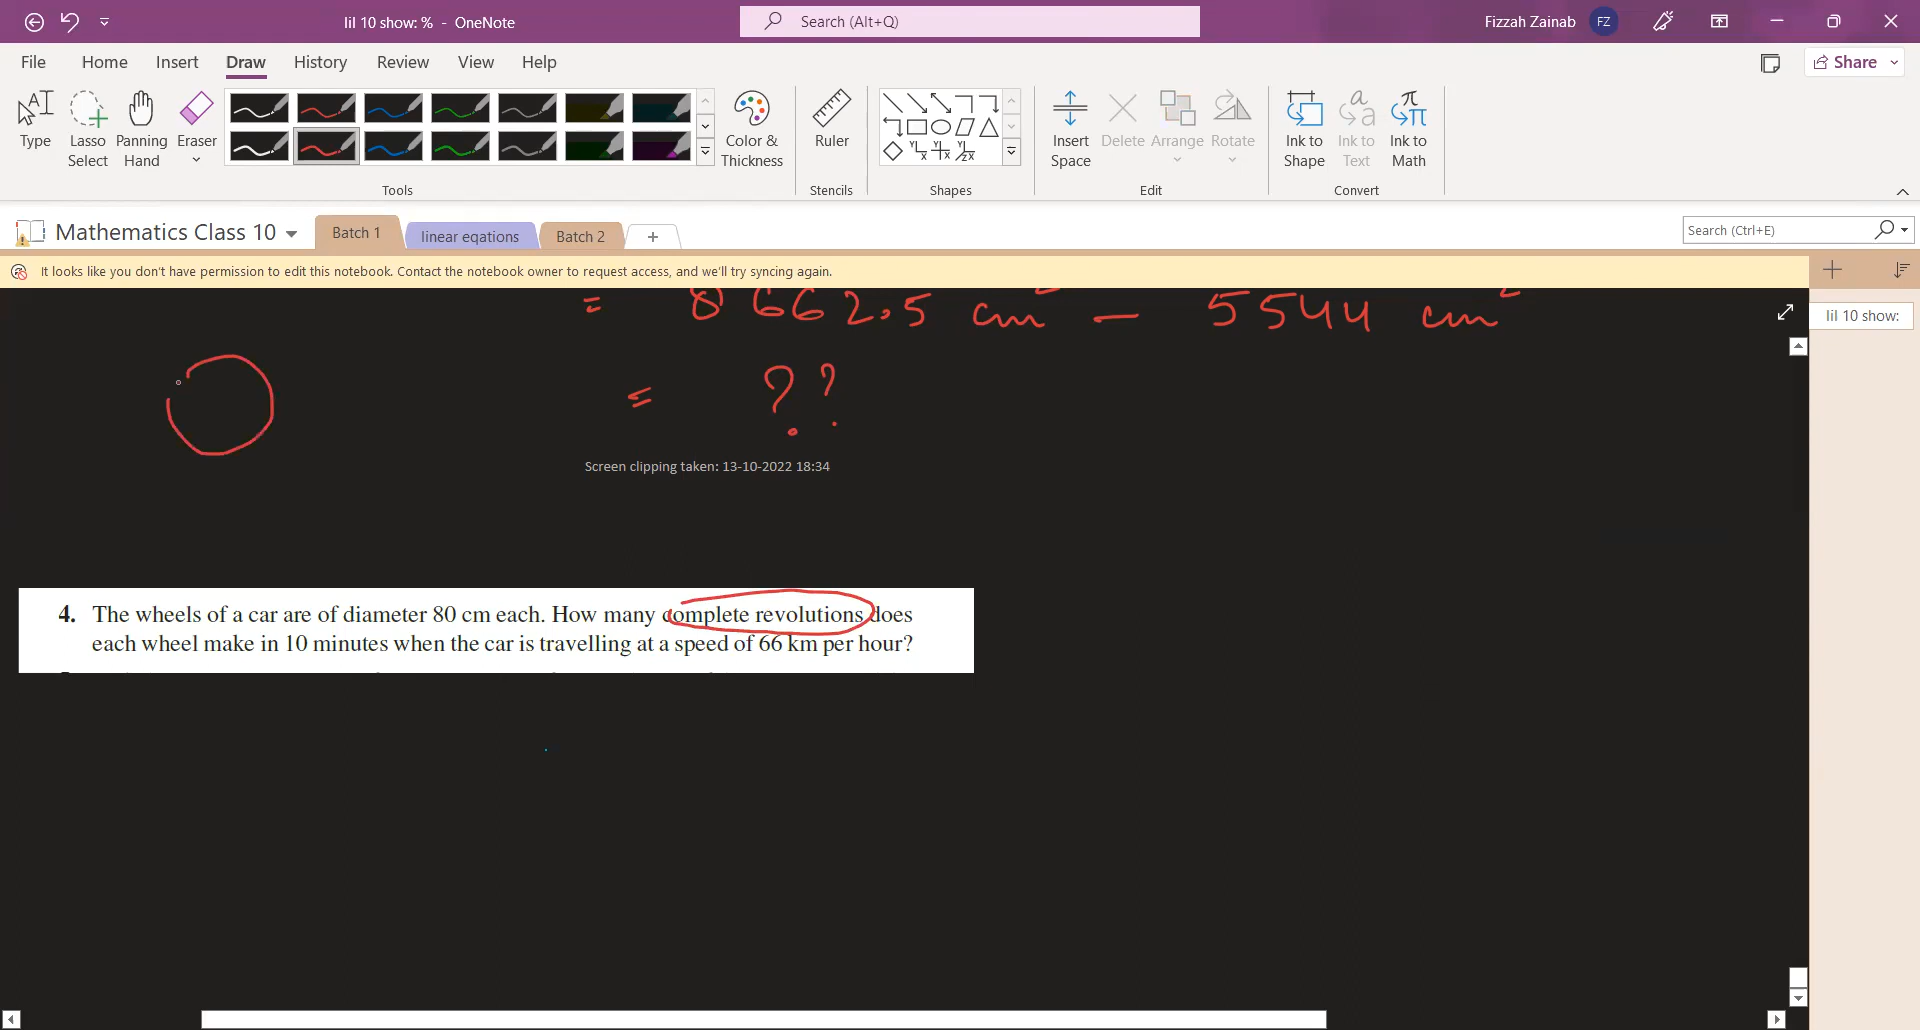 lil 10 show: % - OneNote
Search (Alt+Q)
Fizzah Zainab
FZ
File Home Insert Draw History Review View Help
Share
Type
Lasso Select
Panning Hand
Eraser
Color & Thickness
Ruler
Insert Space
Delete
Arrange
Rotate
Ink to Shape
Ink to Text
Ink to Math
Tools
Stencils
Shapes
Edit
Convert
Mathematics Class 10
Batch 1
linear eqations
Batch 2
Search (Ctrl+E)
It looks like you don't have permission to edit this notebook. Contact the notebook owner to request access, and we'll try syncing again.
lil 10 show:
= 8662.5 cm² — 5544 cm²
= ??
Screen clipping taken: 13-10-2022 18:34
4. The wheels of a car are of diameter 80 cm each. How many complete revolutions does
each wheel make in 10 minutes when the car is travelling at a speed of 66 km per hour?